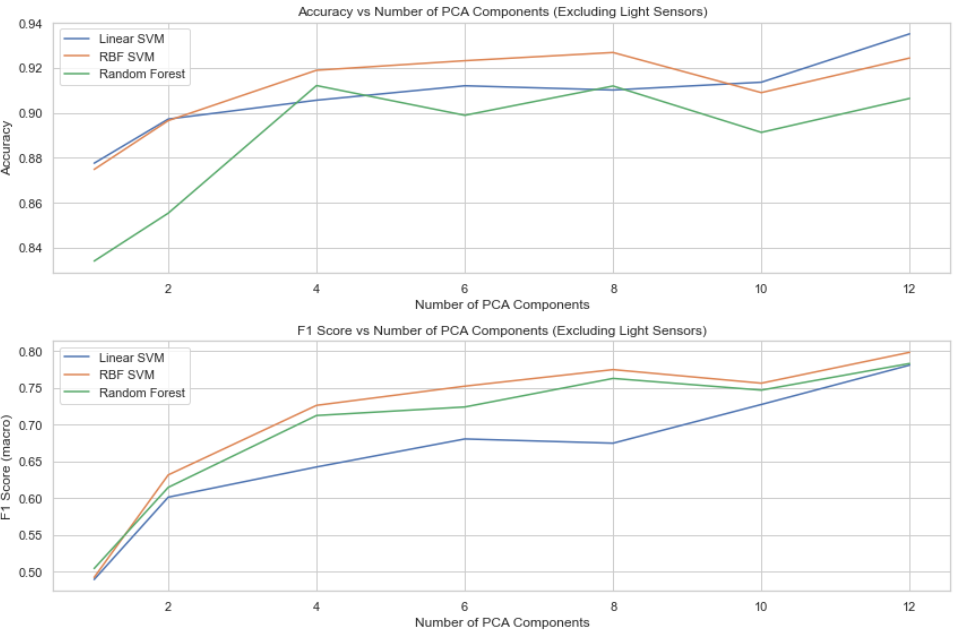 Accuracy vs Number of PCA Components (Excluding Light Sensors)
Linear SVM
RBF SVM
Random Forest
Accuracy
0.94
0.92
0.90
0.88
0.86
0.84
2 4 6 8 10 12
Number of PCA Components
F1 Score vs Number of PCA Components (Excluding Light Sensors)
Linear SVM
RBF SVM
Random Forest
F1 Score (macro)
0.80
0.75
0.70
0.65
0.60
0.55
0.50
2 4 6 8 10 12
Number of PCA Components